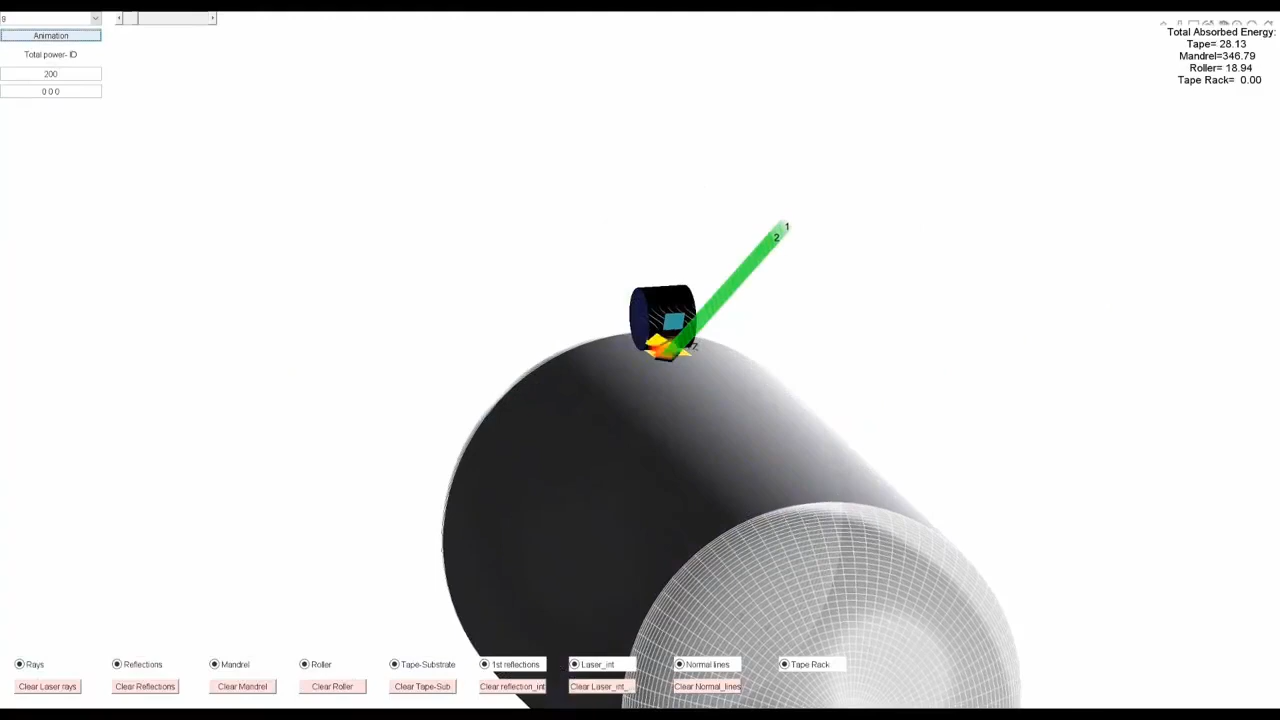 9
Animation
Total power- ID
200
0 0 0
Total Absorbed Energy:
Tape= 28.13
Mandrel=346.79
Roller= 18.94
Tape Rack= 0.00
1
2
Rays
Reflections
Mandrel
Roller
Tape-Substrate
1st reflections
Laser_int
Normal lines
Tape Rack
Clear Laser rays
Clear Reflections
Clear Mandrel
Clear Roller
Clear Tape-Sub
Clear reflection_int
Clear Laser_int_
Clear Normal_lines